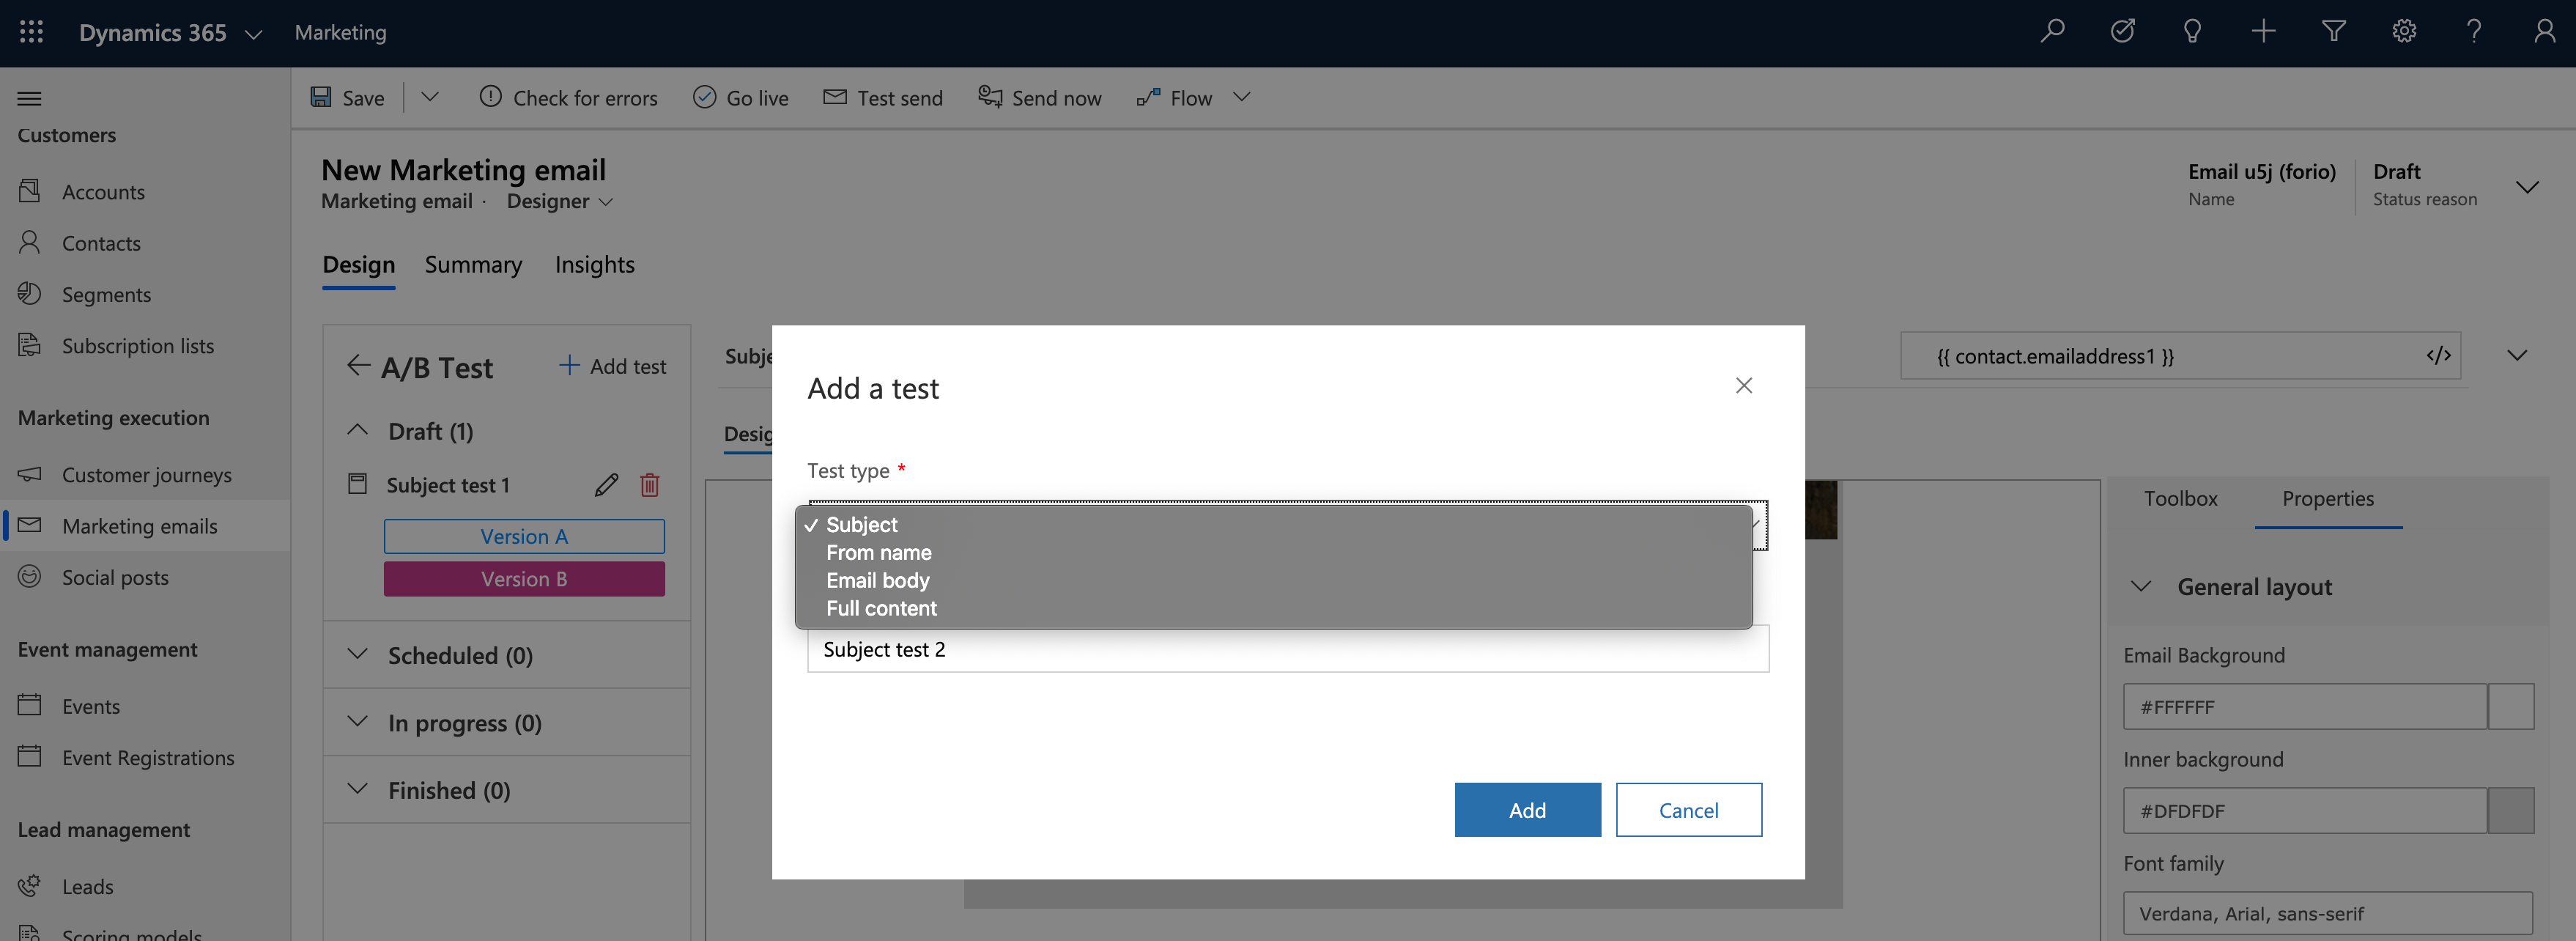 Dynamics 365 Marketing
Save Check for errors Go live Test send Send now Flow
Customers
Accounts
Contacts
Segments
Subscription lists
Marketing execution
Customer journeys
Marketing emails
Social posts
Event management
Events
Event Registrations
Lead management
Leads
Scoring models
New Marketing email
Marketing email · Designer
Email u5j (forio)
Name
Draft
Status reason
Design Summary Insights
A/B Test + Add test
Draft (1)
Subject test 1
Version A
Version B
Scheduled (0)
In progress (0)
Finished (0)
Subje
{{ contact.emailaddress1 }} </>
Desig
Add a test
Test type *
✓ Subject
From name
Email body
Full content
Subject test 2
Add Cancel
Toolbox Properties
General layout
Email Background
#FFFFFF
Inner background
#DFDFDF
Font family
Verdana, Arial, sans-serif